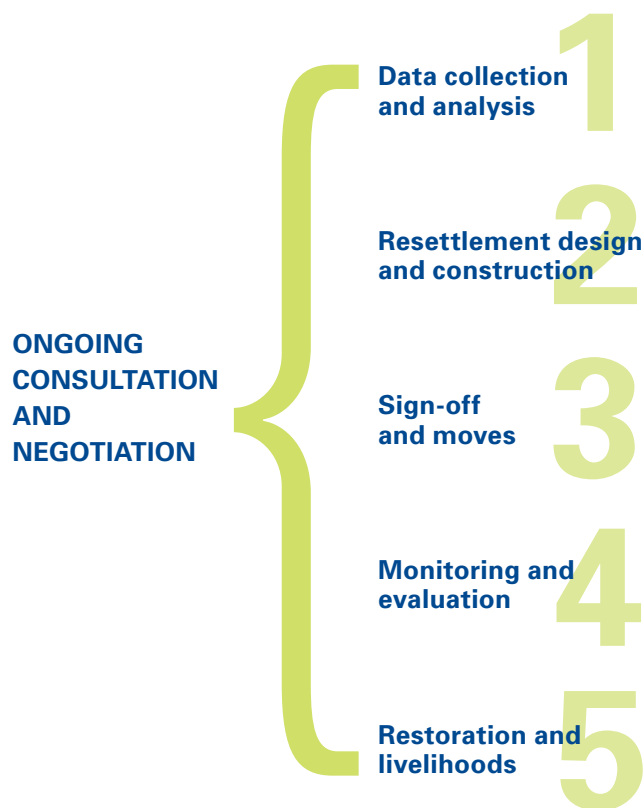 ONGOING
CONSULTATION
AND
NEGOTIATION
1
Data collection
and analysis
2
Resettlement design
and construction
3
Sign-off
and moves
4
Monitoring and
evaluation
5
Restoration and
livelihoods